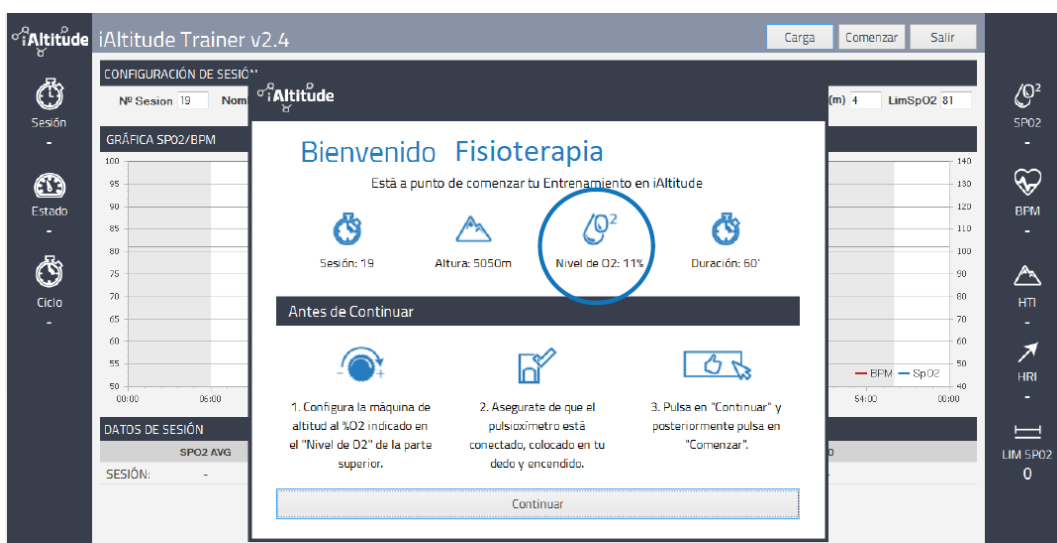 iAltitude
iAltitude Trainer v2.4
Carga
Comenzar
Salir
CONFIGURACIÓN DE SESIÓ
Nº Sesion 19
Nom
(m) 4
LimSpO2 81
Sesión
-
Estado
-
Ciclo
-
GRÁFICA SPO2/BPM
100
95
90
85
80
75
70
65
60
55
50
00:00
06:00
54:00
00:00
140
130
120
110
100
90
80
70
60
50
40
BPM
SpO2
DATOS DE SESIÓN
SPO2 AVG
SESIÓN:
-
iAltitude
Bienvenido Fisioterapia
Está a punto de comenzar tu Entrenamiento en iAltitude
O2
Sesión: 19
Altura: 5050m
Nivel de O2: 11%
Duración: 60'
Antes de Continuar
1. Configura la máquina de
altitud al %O2 indicado en
el "Nivel de O2" de la parte
superior.
2. Asegurate de que el
pulsioxímetro está
conectado, colocado en tu
dedo y encendido.
3. Pulsa en "Continuar" y
posteriormente pulsa en
"Comenzar".
Continuar
O2
SPO2
-
BPM
-
HTI
-
HRI
-
LIM SPO2
0